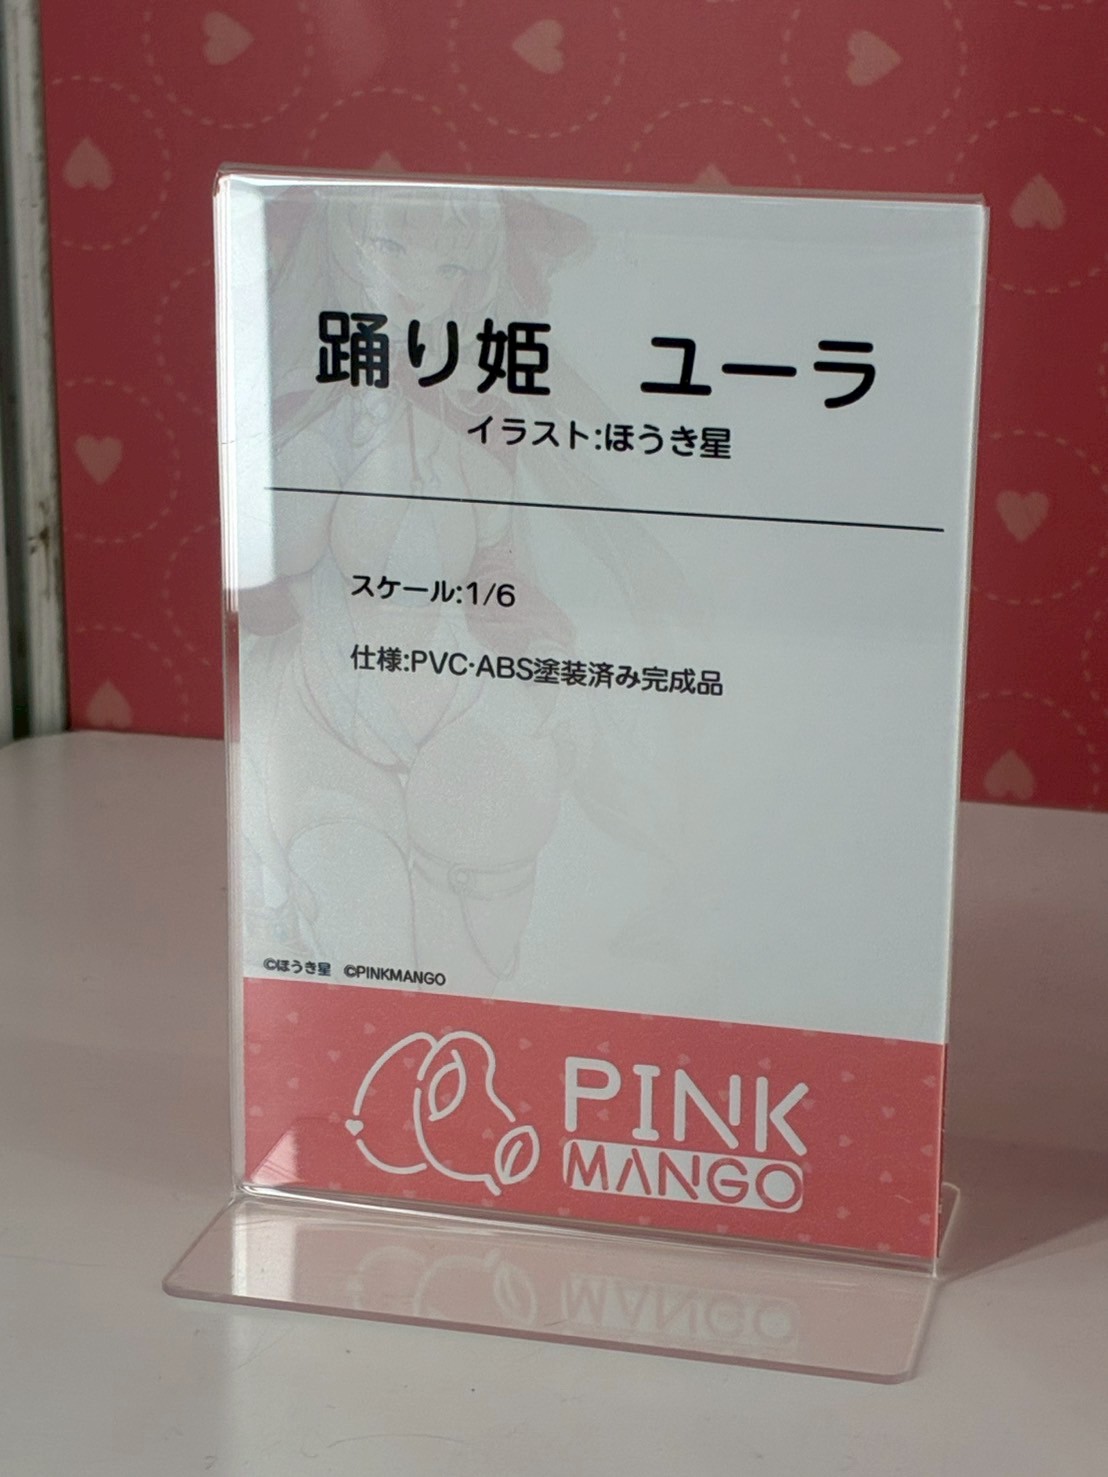 踊り姫　ユーラ
イラスト:ほうき星
スケール:1/6
仕様:PVC·ABS塗装済み完成品
©ほうき星 ©PINKMANGO
PINK
MANGO